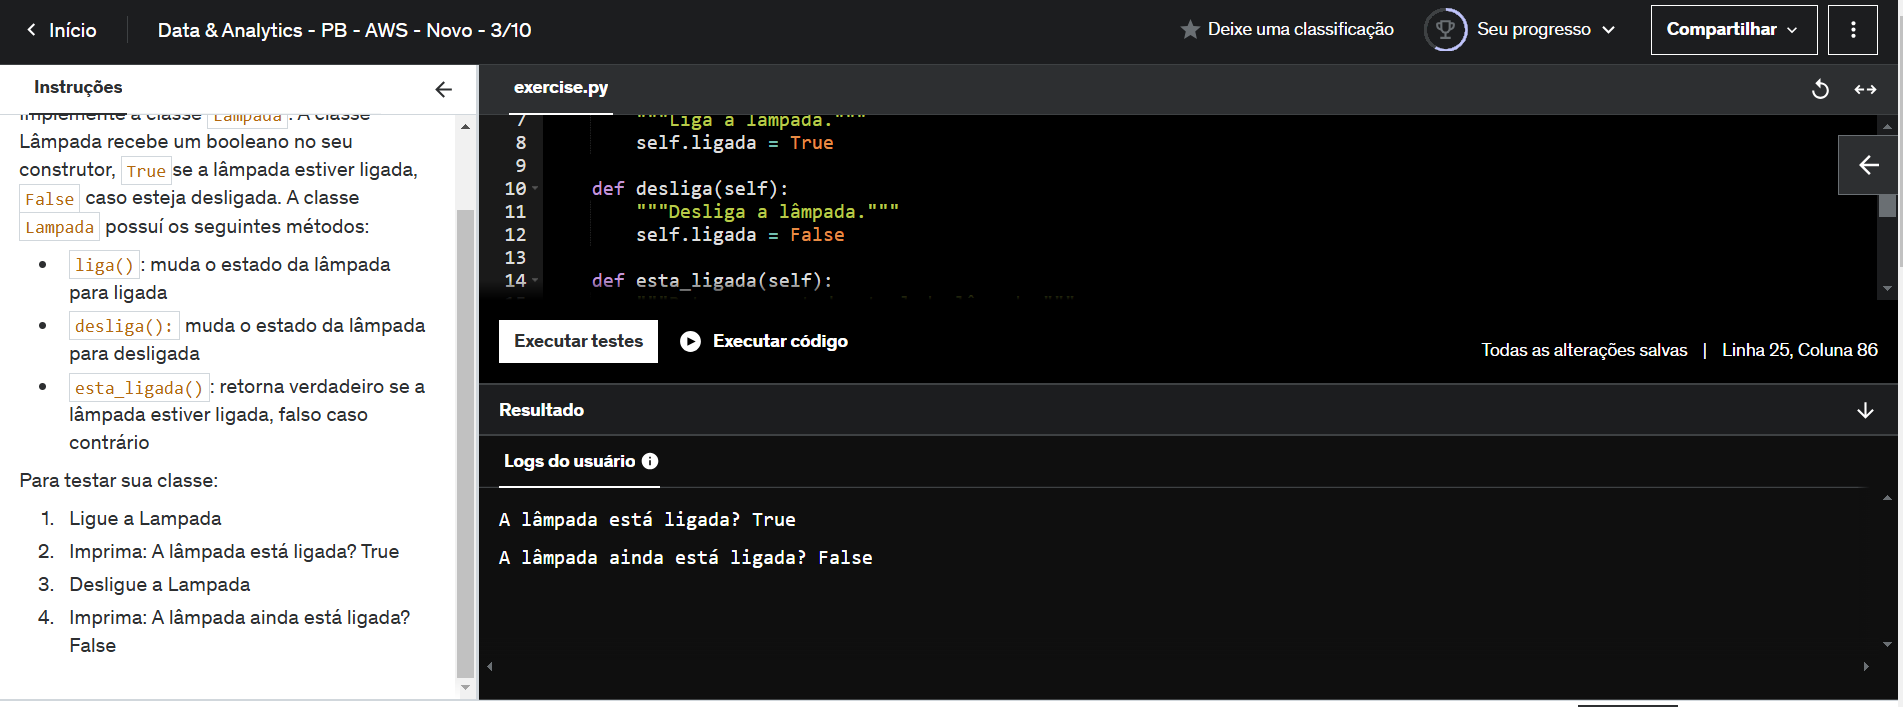 Início
Data & Analytics - PB - AWS - Novo - 3/10
Deixe uma classificação
Seu progresso
Compartilhar
Instruções
Implemente a classe Lampada. A classe
Lâmpada recebe um booleano no seu
construtor, True se a lâmpada estiver ligada,
False caso esteja desligada. A classe
Lampada possuí os seguintes métodos:
• liga(): muda o estado da lâmpada
para ligada
• desliga(): muda o estado da lâmpada
para desligada
• esta_ligada(): retorna verdadeiro se a
lâmpada estiver ligada, falso caso
contrário
Para testar sua classe:
1. Ligue a Lampada
2. Imprima: A lâmpada está ligada? True
3. Desligue a Lampada
4. Imprima: A lâmpada ainda está ligada?
False
exercise.py
7 """Liga a lâmpada."""
8 self.ligada = True
9
10 def desliga(self):
11 """Desliga a lâmpada."""
12 self.ligada = False
13
14 def esta_ligada(self):
Executar testes
Executar código
Todas as alterações salvas | Linha 25, Coluna 86
Resultado
Logs do usuário
A lâmpada está ligada? True
A lâmpada ainda está ligada? False